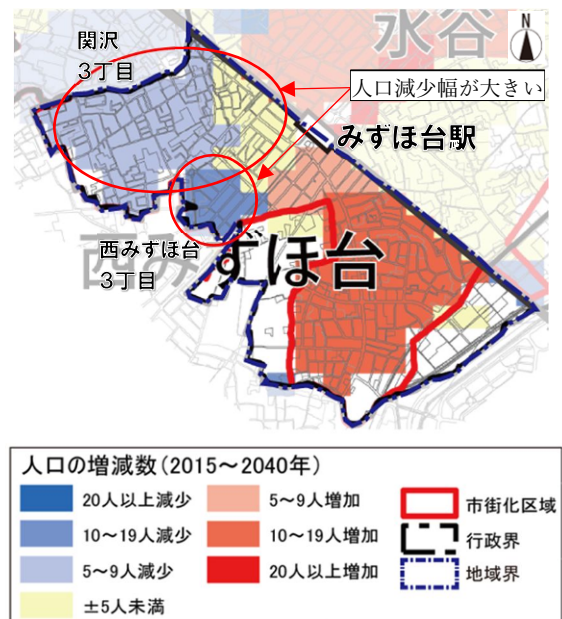 関沢
3丁目
水谷
N
人口減少幅が大きい
みずほ台駅
西みずほ台
西みずほ台
3丁目
人口の増減数(2015～2040年)
20人以上減少
10～19人減少
5～9人減少
±5人未満
5～9人増加
10～19人増加
20人以上増加
市街化区域
行政界
地域界